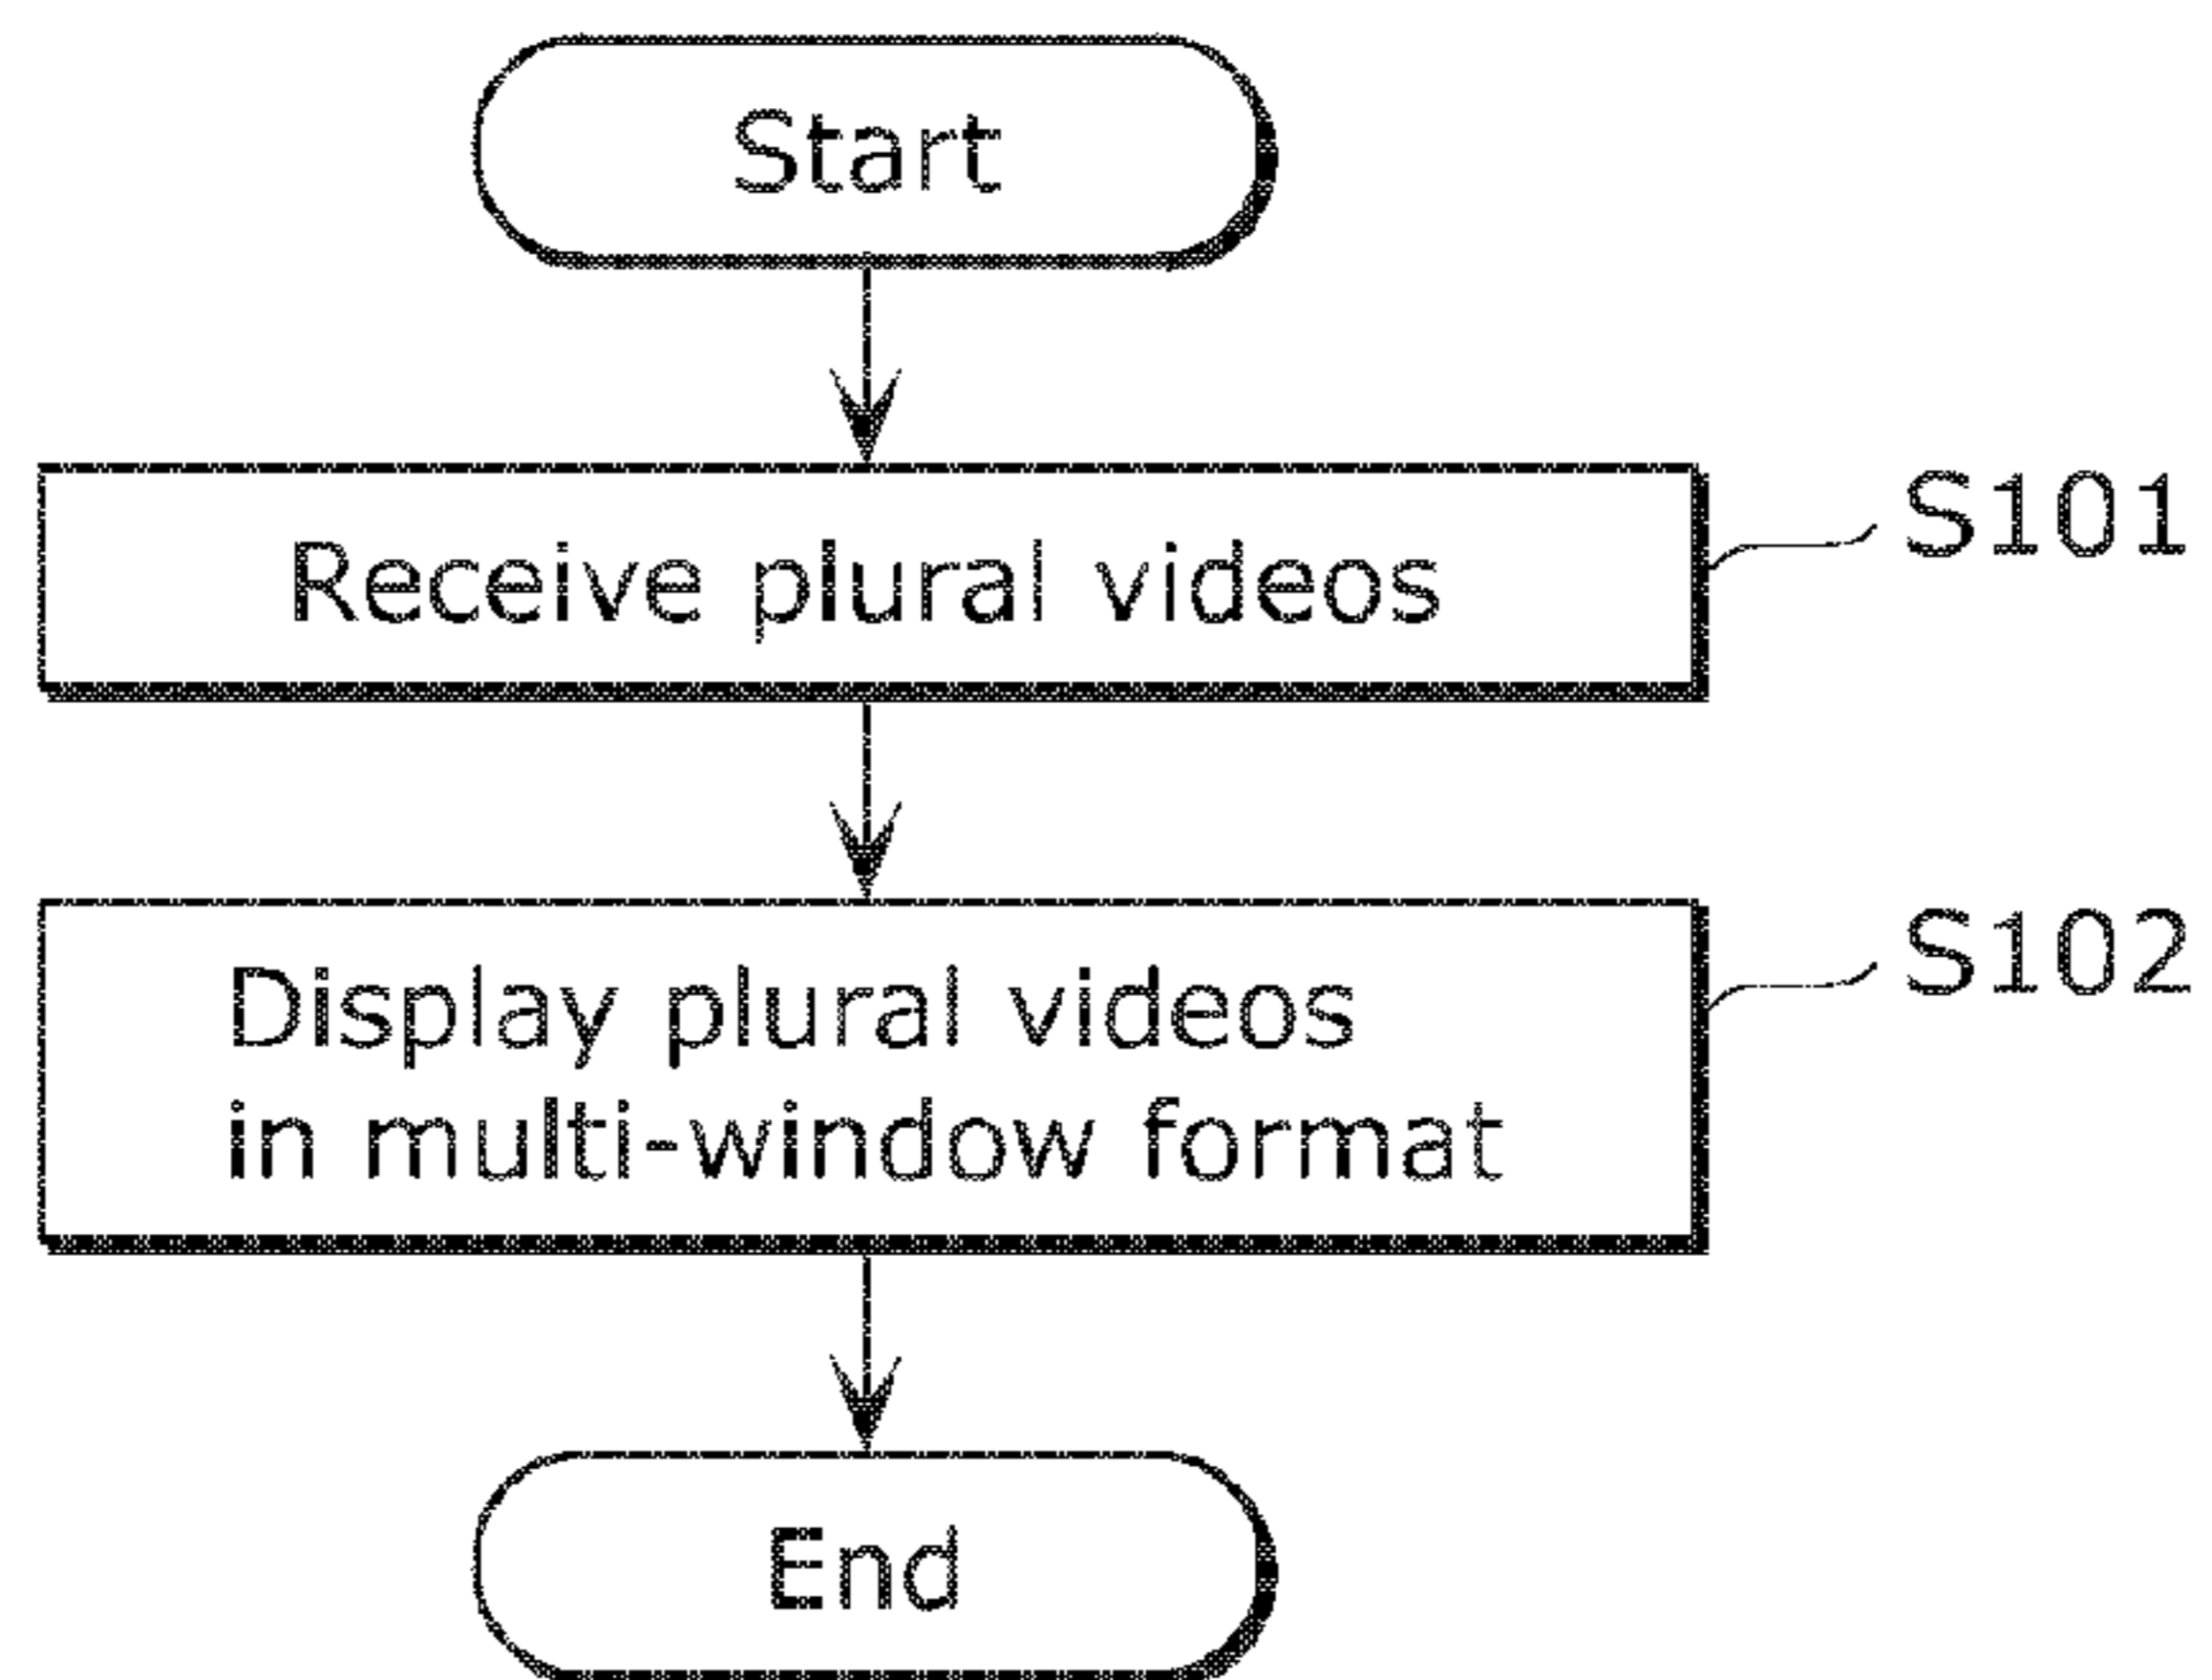 Start
Receive plural videos
S101
Display plural videos
in multi-window format
S102
End